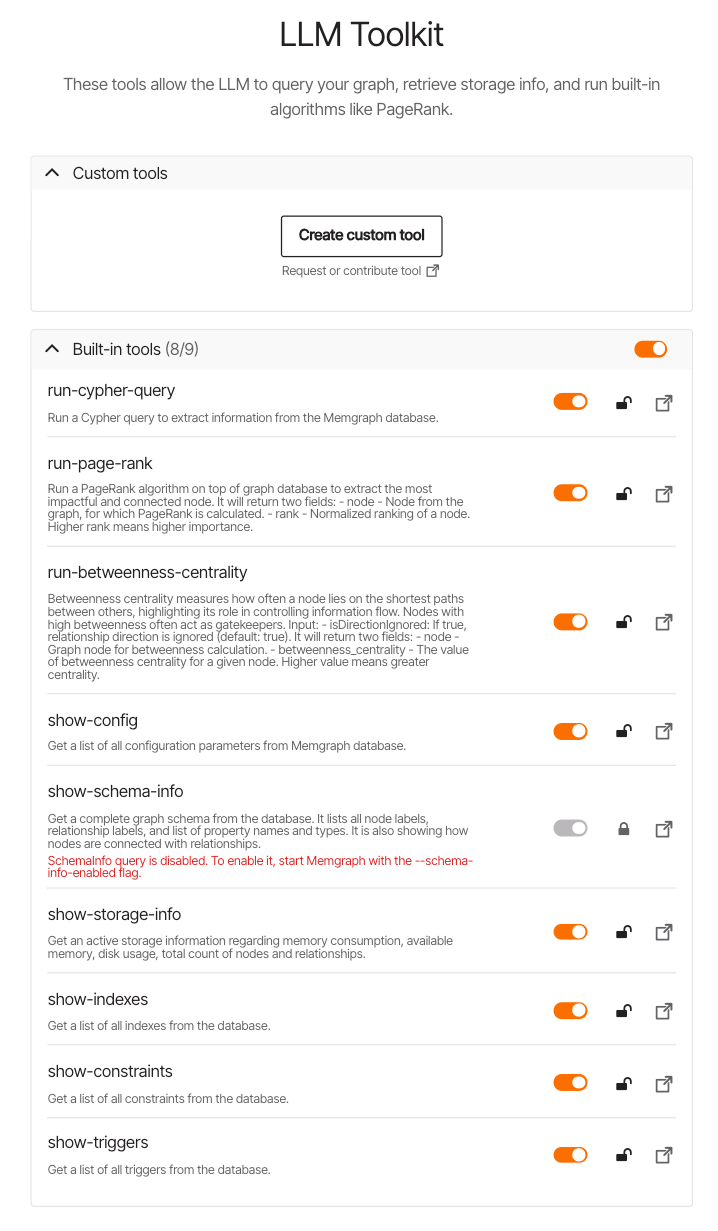 LLM Toolkit
These tools allow the LLM to query your graph, retrieve storage info, and run built-in
algorithms like PageRank.
Custom tools
Create custom tool
Request or contribute tool
Built-in tools (8/9)
run-cypher-query
Run a Cypher query to extract information from the Memgraph database.
run-page-rank
Run a PageRank algorithm on top of graph database to extract the most
impactful and connected node. It will return two fields: - node - Node from the
graph, for which PageRank is calculated. - rank - Normalized ranking of a node.
Higher rank means higher importance.
run-betweenness-centrality
Betweenness centrality measures how often a node lies on the shortest paths
between others, highlighting its role in controlling information flow. Nodes with
high betweenness often act as gatekeepers. Input: - isDirectionIgnored: If true,
relationship direction is ignored (default: true). It will return two fields: - node -
Graph node for betweenness calculation. - betweenness_centrality - The value
of betweenness centrality for a given node. Higher value means greater
centrality.
show-config
Get a list of all configuration parameters from Memgraph database.
show-schema-info
Get a complete graph schema from the database. It lists all node labels,
relationship labels, and list of property names and types. It is also showing how
nodes are connected with relationships.
SchemaInfo query is disabled. To enable it, start Memgraph with the --schema-
info-enabled flag.
show-storage-info
Get an active storage information regarding memory consumption, available
memory, disk usage, total count of nodes and relationships.
show-indexes
Get a list of all indexes from the database.
show-constraints
Get a list of all constraints from the database.
show-triggers
Get a list of all triggers from the database.